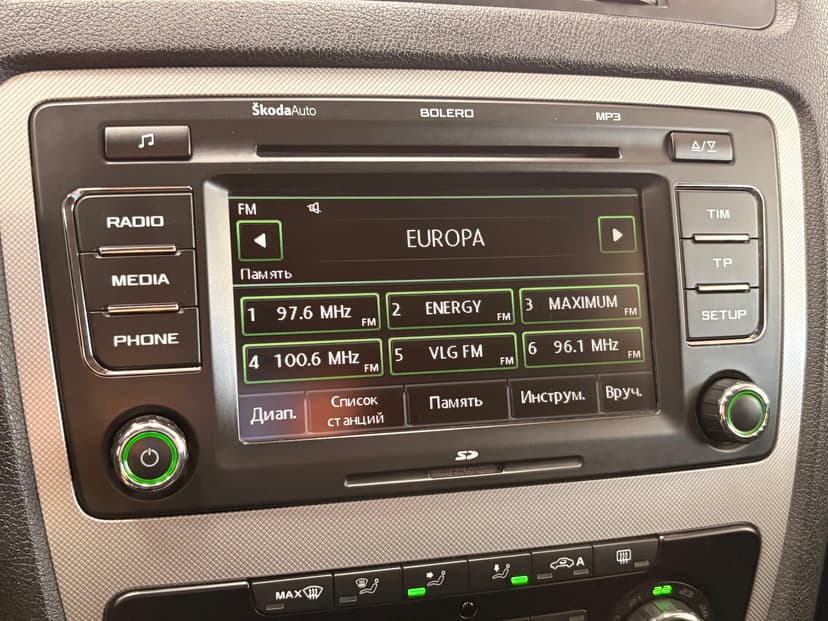 ŠkodaAuto BOLERO MP3
RADIO
MEDIA
PHONE
TIM
TP
SETUP
FM
EUROPA
Память
1 97.6 MHz FM
2 ENERGY FM
3 MAXIMUM FM
4 100.6 MHz FM
5 VLG FM FM
6 96.1 MHz FM
Диап.
Список
станций
Память
Инструм.
Вруч.
SD
MAX
A
22 23